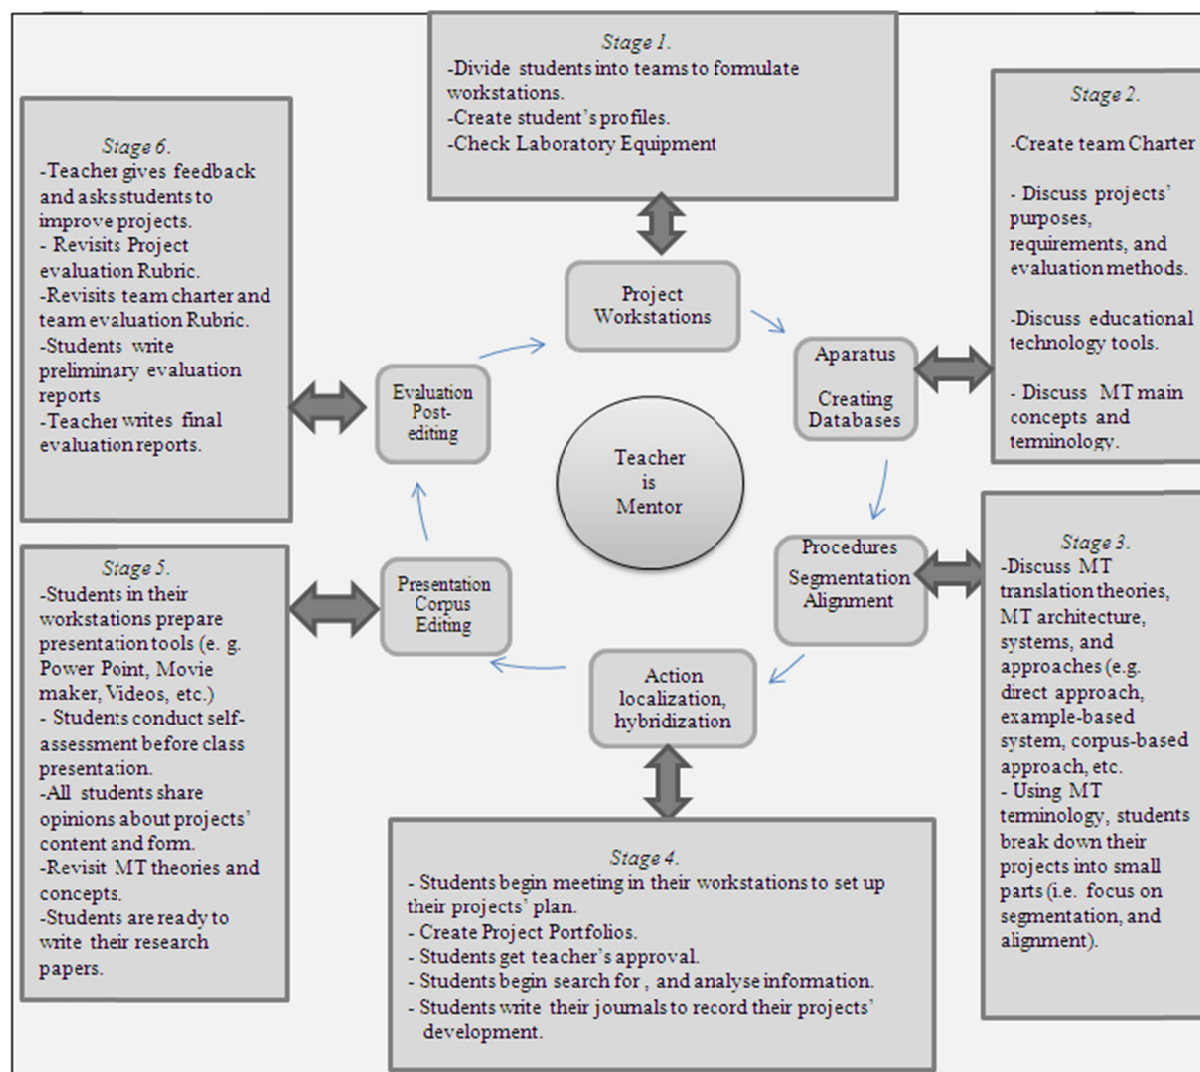 Stage 1.
-Divide students into teams to formulate
workstations.
-Create student's profiles.
-Check Laboratory Equipment
Stage 2.
-Create team Charter
- Discuss projects'
purposes,
requirements, and
evaluation methods.
-Discuss educational
technology tools.
- Discuss MT main
concepts and
terminology.
Stage 3.
-Discuss MT
translation theories,
MT architecture,
systems, and
approaches (e.g.
direct approach,
example-based
system, corpus-based
approach, etc.
- Using MT
terminology, students
break down their
projects into small
parts (i.e. focus on
segmentation, and
alignment).
Stage 4.
- Students begin meeting in their workstations to set up
their projects' plan.
- Create Project Portfolios.
- Students get teacher's approval.
- Students begin search for , and analyse information.
- Students write their journals to record their projects'
development.
Stage 5.
-Students in their
workstations prepare
presentation tools (e. g.
Power Point, Movie
maker, Videos, etc.)
- Students conduct self-
assessment before class
presentation.
-All students share
opinions about projects'
content and form.
-Revisit MT theories and
concepts.
-Students are ready to
write their research
papers.
Stage 6.
-Teacher gives feedback
and asks students to
improve projects.
- Revisits Project
evaluation Rubric.
-Revisits team charter and
team evaluation Rubric.
-Students write
preliminary evaluation
reports
-Teacher writes final
evaluation reports.
Project
Workstations
Apparatus
Creating
Databases
Procedures
Segmentation
Alignment
Action
localization,
hybridization
Presentation
Corpus
Editing
Evaluation
Post-
editing
Teacher
is
Mentor